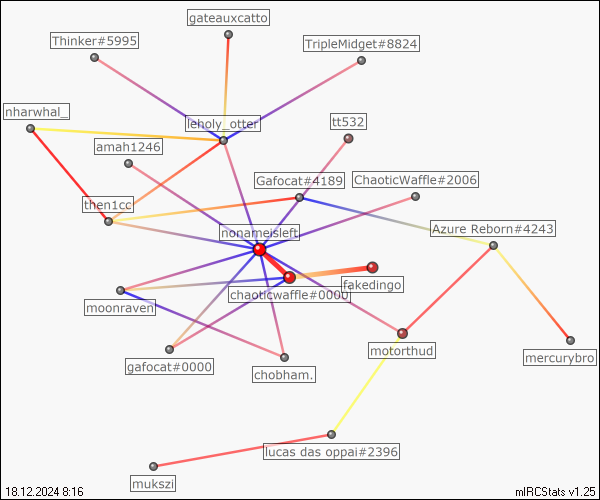 gateauxcatto
Thinker#5995
TripleMidget#8824
nharwhal_
leholy_otter
tt532
amah1246
Gafocat#4189
ChaoticWaffle#2006
then1cc
nonameisleft
Azure Reborn#4243
moonraven
chaoticwaffle#0000
fakedingo
gafocat#0000
chobham.
motorthud
mercurybro
lucas das oppai#2396
mukszi
18.12.2024 8:16
mIRCStats v1.25